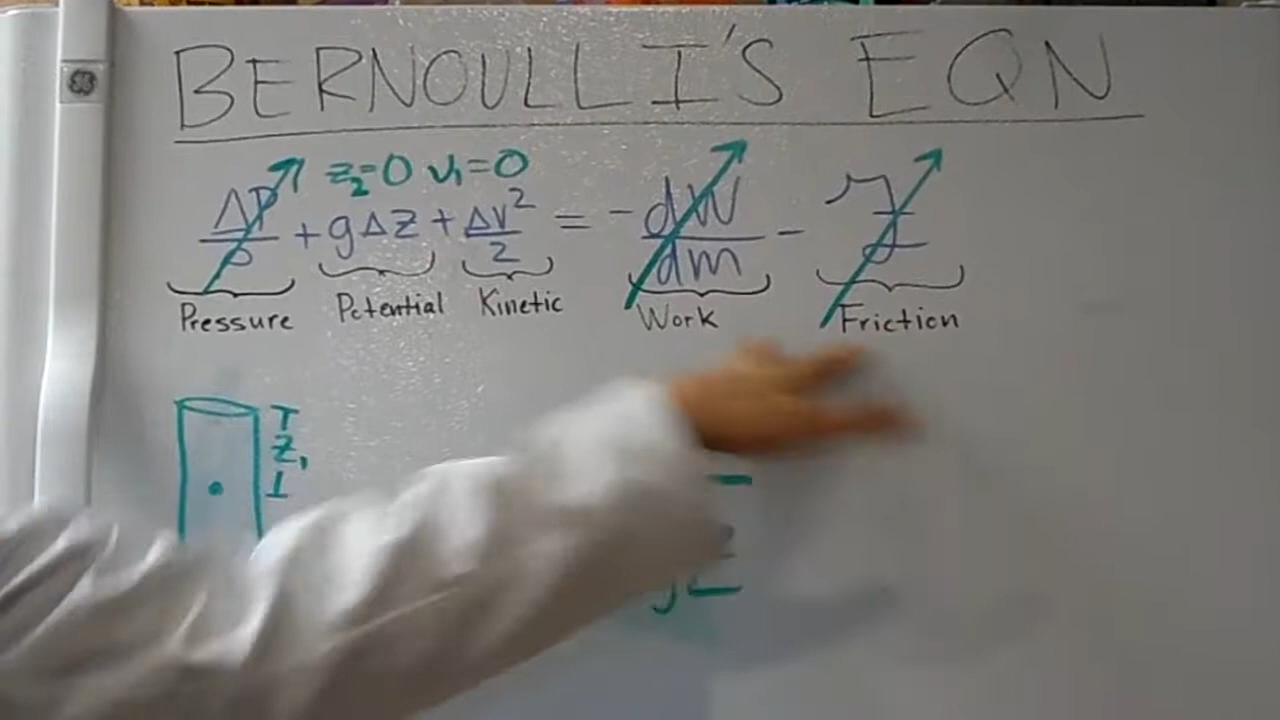 BERNOULLI'S EQN
z₂=0 v₁=0
ΔP/ρ + gΔz + Δv²/2 = -dW/dm - ℱ
Pressure Potential Kinetic Work Friction
z₁